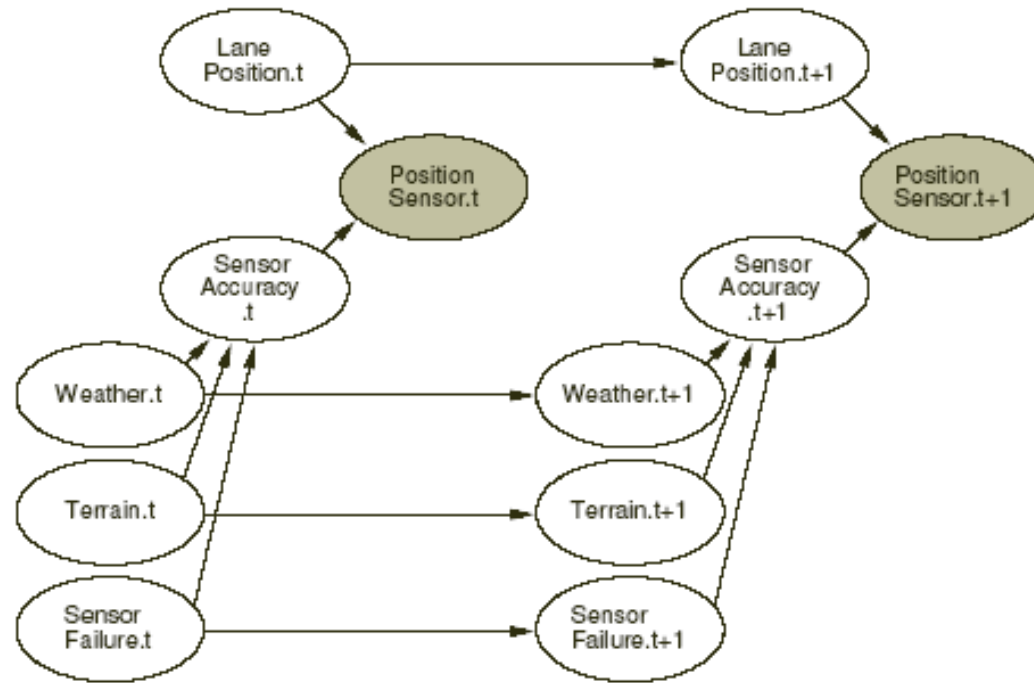 Lane
Position.t
Lane
Position.t+1
Position
Sensor.t
Position
Sensor.t+1
Sensor
Accuracy
.t
Sensor
Accuracy
.t+1
Weather.t
Weather.t+1
Terrain.t
Terrain.t+1
Sensor
Failure.t
Sensor
Failure.t+1